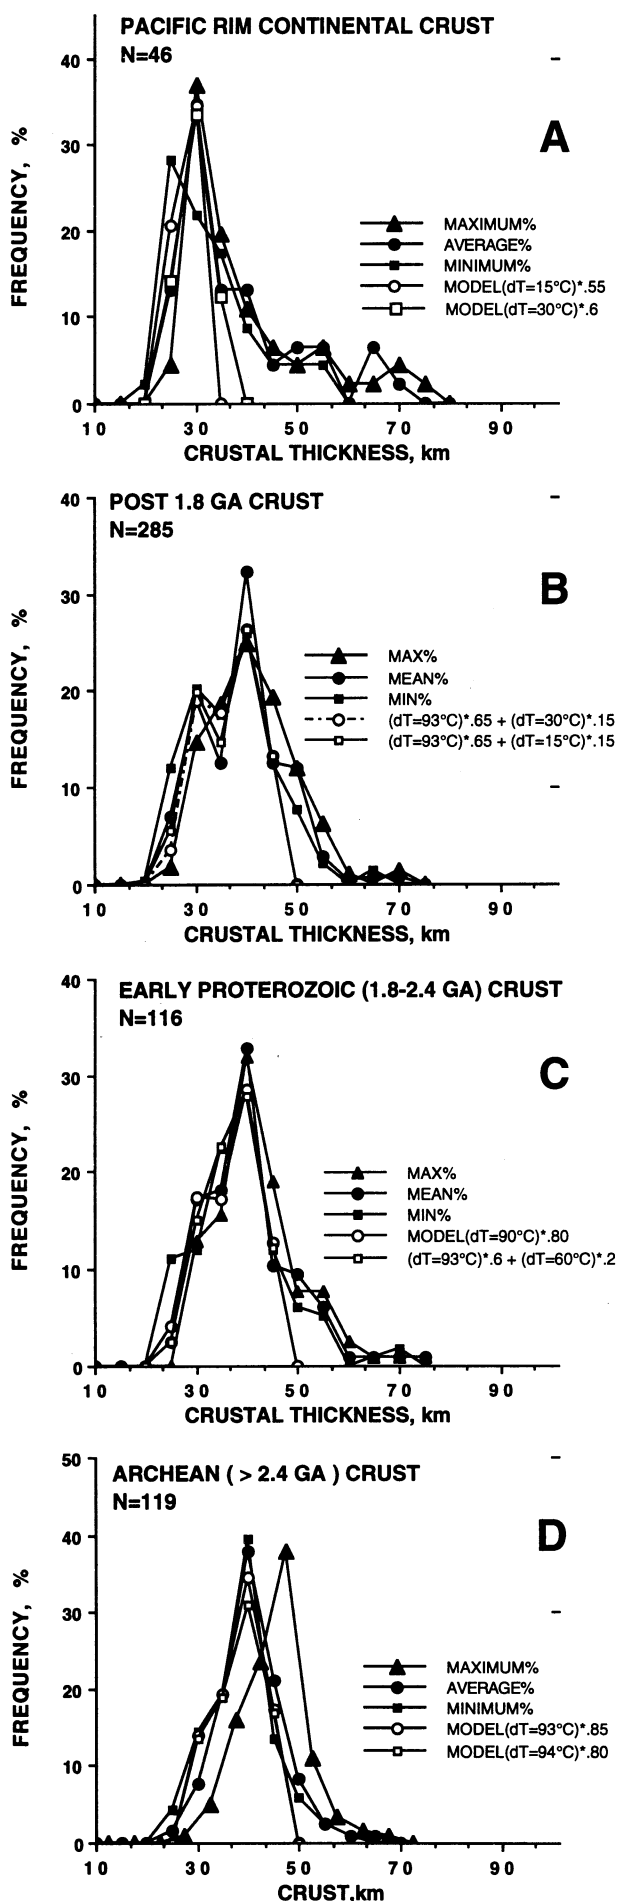 PACIFIC RIM CONTINENTAL CRUST
N=46
40
30
20
10
0
FREQUENCY, %
A
MAXIMUM%
AVERAGE%
MINIMUM%
MODEL(dT=15°C)*.55
MODEL(dT=30°C)*.6
10 30 50 70 90
CRUSTAL THICKNESS, km
POST 1.8 GA CRUST
N=285
40
30
20
10
0
FREQUENCY, %
B
MAX%
MEAN%
MIN%
(dT=93°C)*.65 + (dT=30°C)*.15
(dT=93°C)*.65 + (dT=15°C)*.15
10 30 50 70 90
CRUSTAL THICKNESS, km
EARLY PROTEROZOIC (1.8-2.4 GA) CRUST
N=116
40
30
20
10
0
FREQUENCY, %
C
MAX%
MEAN%
MIN%
MODEL(dT=90°C)*.80
(dT=93°C)*.6 + (dT=60°C)*.2
10 30 50 70 90
CRUSTAL THICKNESS, km
ARCHEAN ( > 2.4 GA ) CRUST
N=119
50
40
30
20
10
0
FREQUENCY, %
D
MAXIMUM%
AVERAGE%
MINIMUM%
MODEL(dT=93°C)*.85
MODEL(dT=94°C)*.80
10 30 50 70 90
CRUST,km